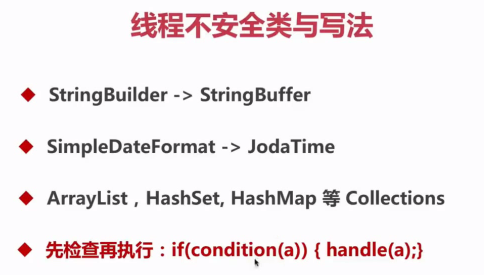 线程不安全类与写法
StringBuilder -> StringBuffer
SimpleDateFormat -> JodaTime
ArrayList , HashSet, HashMap 等 Collections
先检查再执行：if(condition(a)) { handle(a);}